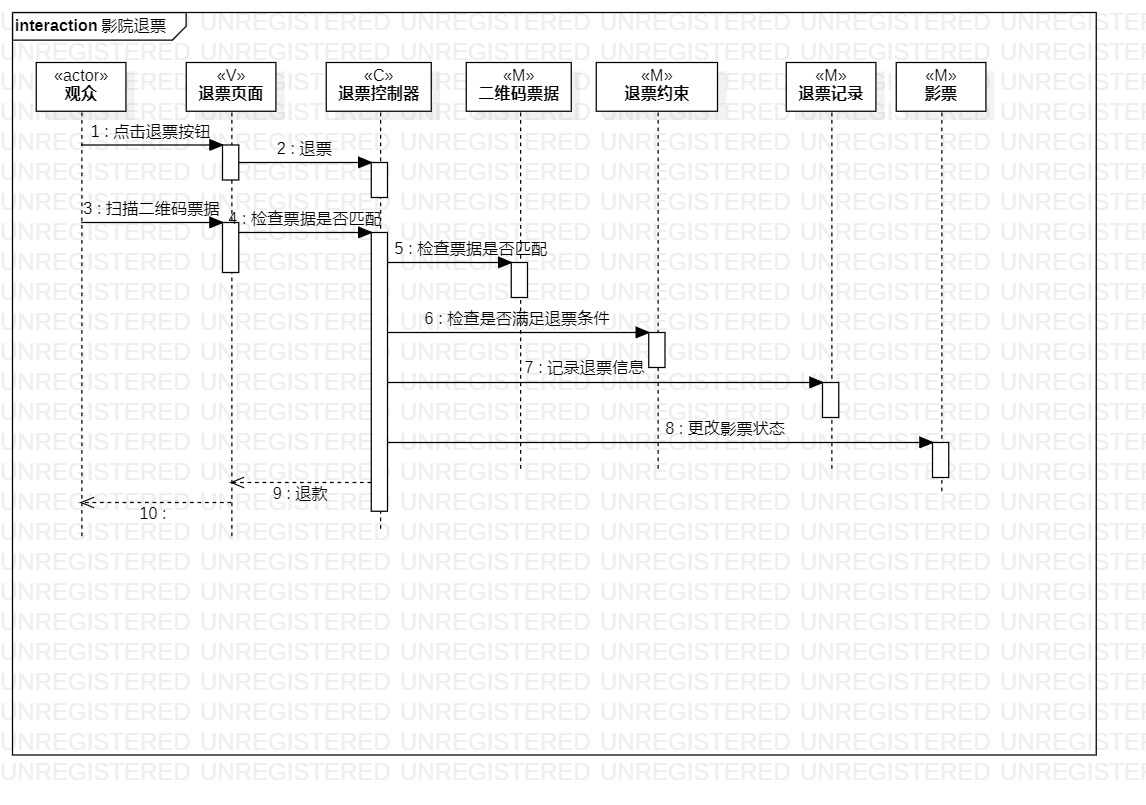 interaction 影院退票
«actor»
观众
«V»
退票页面
«C»
退票控制器
«M»
二维码票据
«M»
退票约束
«M»
退票记录
«M»
影票
1 : 点击退票按钮
2 : 退票
3 : 扫描二维码票据
4 : 检查票据是否匹配
5 : 检查票据是否匹配
6 : 检查是否满足退票条件
7 : 记录退票信息
8 : 更改影票状态
9 : 退款
10 :
UNREGISTERED